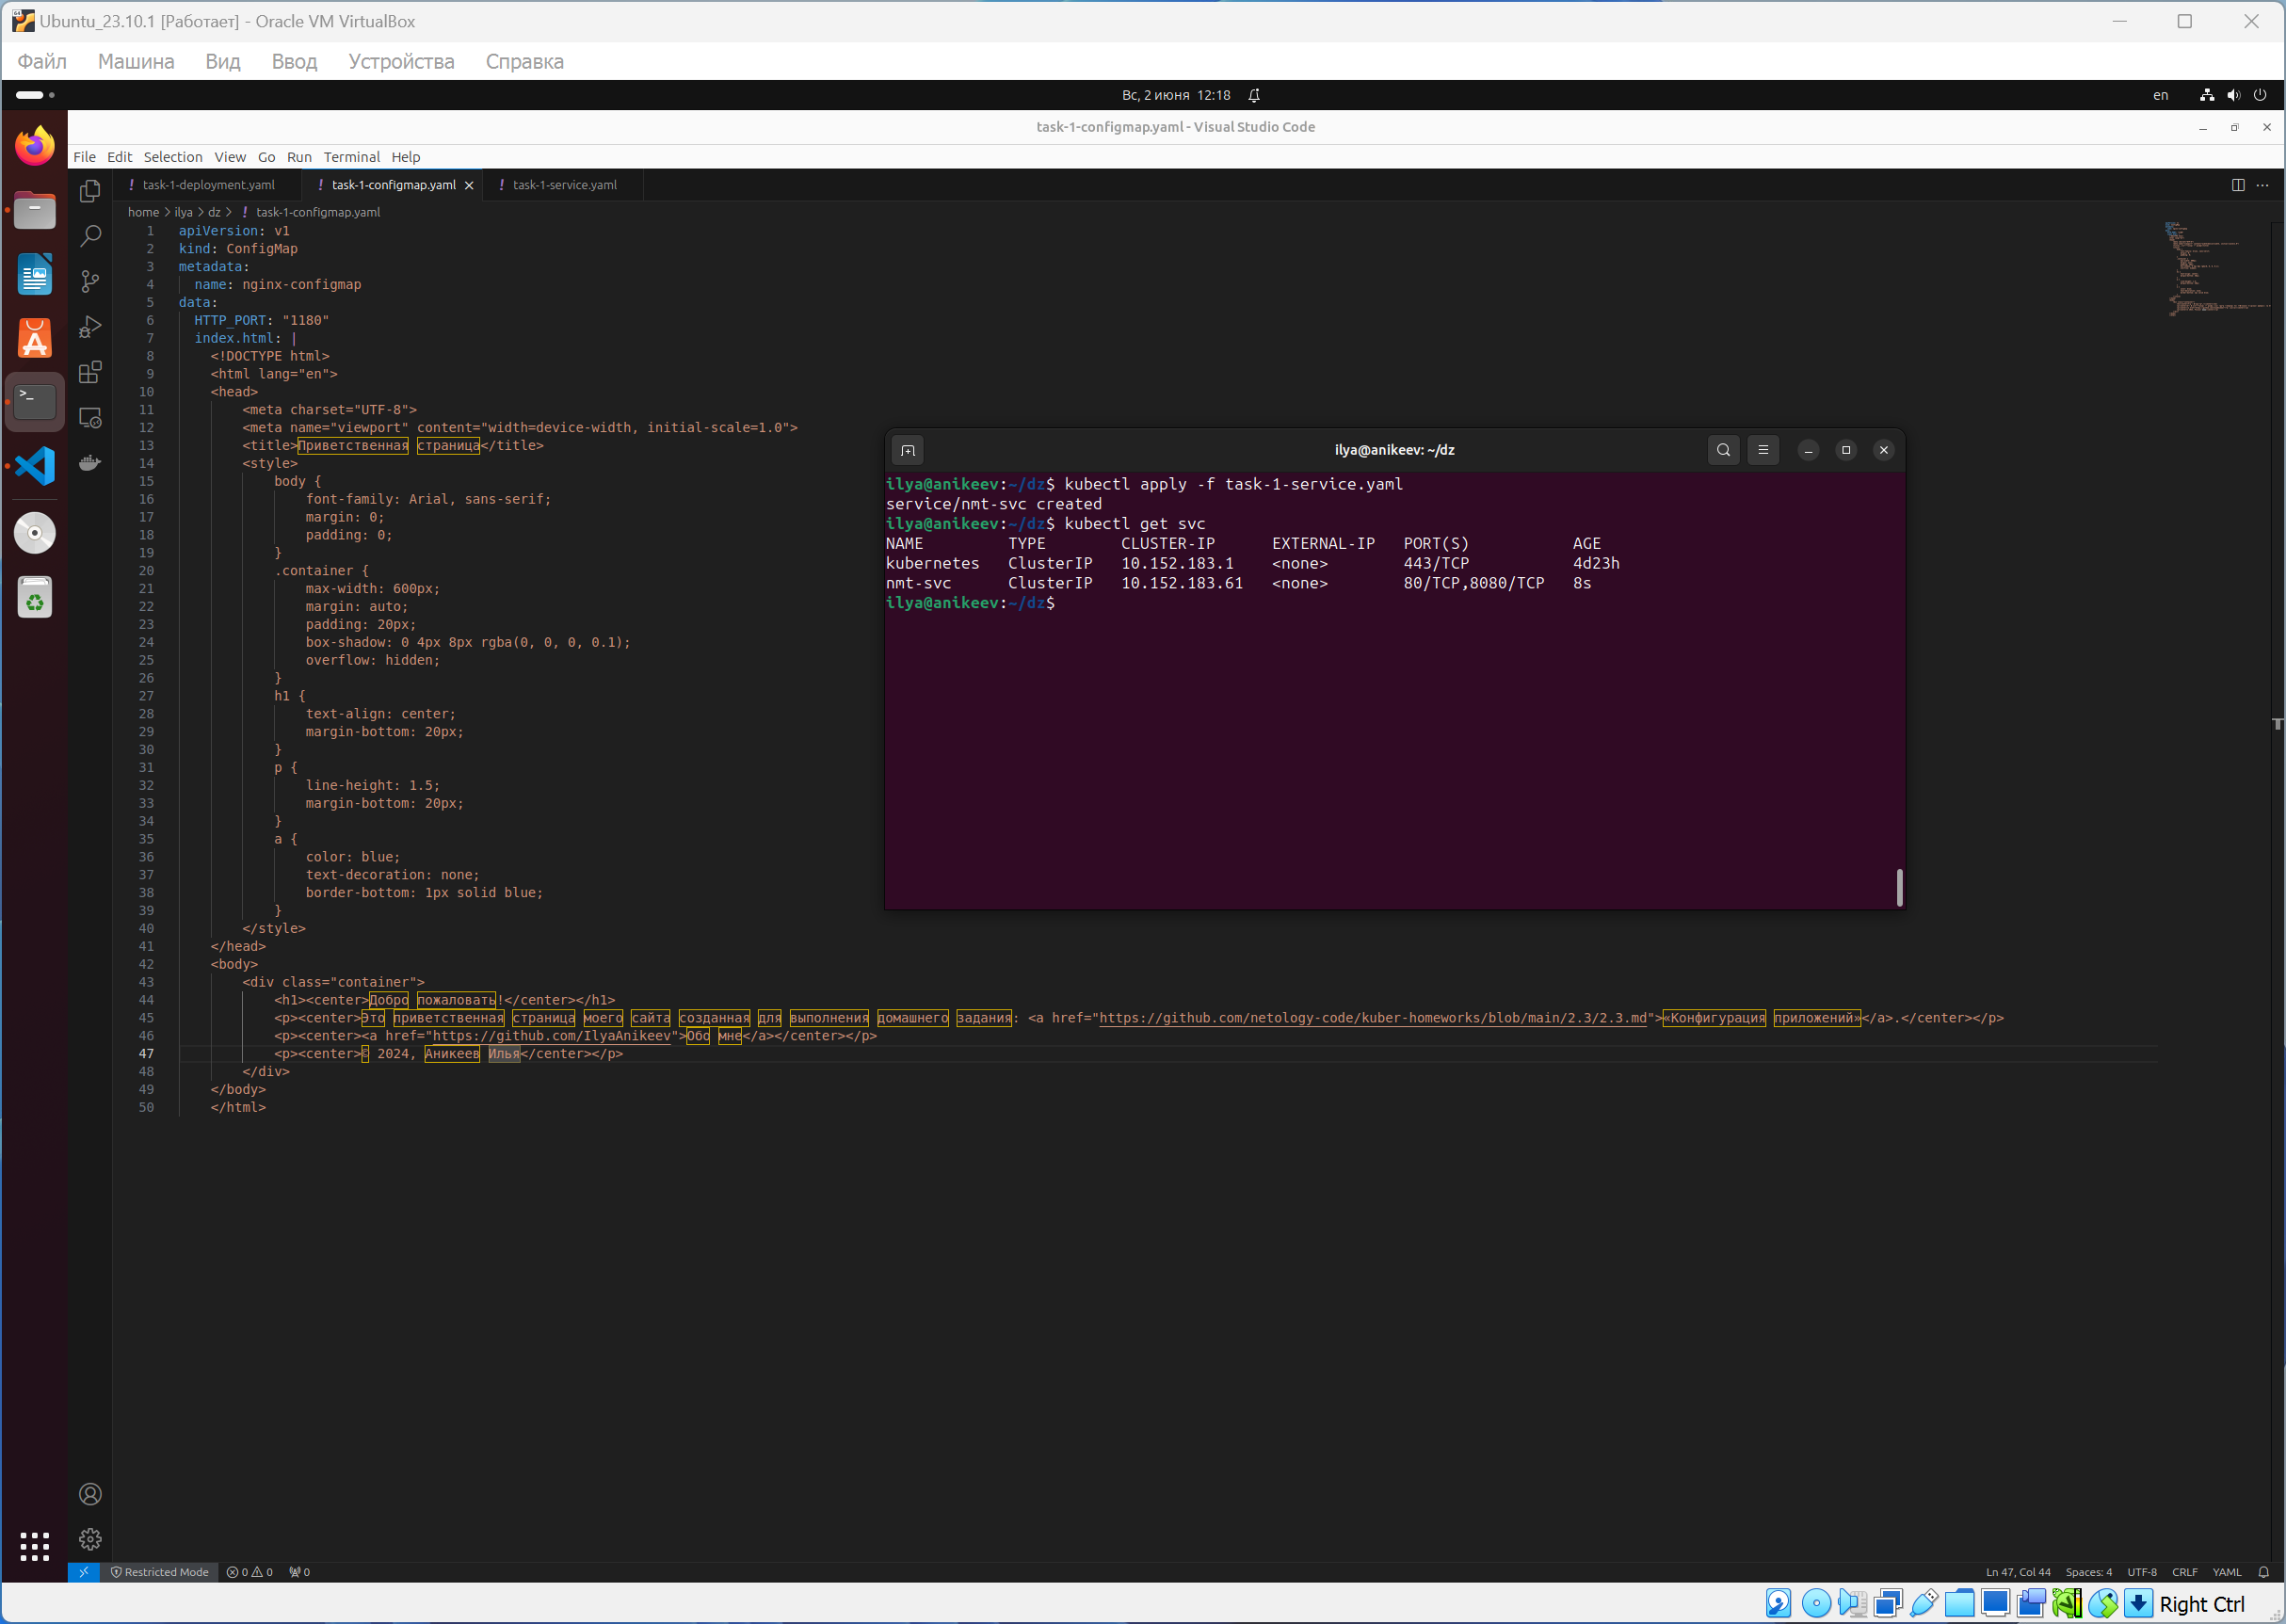 Ubuntu_23.10.1 [Работает] - Oracle VM VirtualBox
Файл Машина Вид Ввод Устройства Справка
Вс, 2 июня 12:18
en
task-1-configmap.yaml - Visual Studio Code
File Edit Selection View Go Run Terminal Help
! task-1-deployment.yaml ! task-1-configmap.yaml ! task-1-service.yaml
home > ilya > dz > ! task-1-configmap.yaml
1 apiVersion: v1
2 kind: ConfigMap
3 metadata:
4 name: nginx-configmap
5 data:
6 HTTP_PORT: "1180"
7 index.html: |
8 <!DOCTYPE html>
9 <html lang="en">
10 <head>
11 <meta charset="UTF-8">
12 <meta name="viewport" content="width=device-width, initial-scale=1.0">
13 <title>Приветственная страница</title>
14 <style>
15 body {
16 font-family: Arial, sans-serif;
17 margin: 0;
18 padding: 0;
19 }
20 .container {
21 max-width: 600px;
22 margin: auto;
23 padding: 20px;
24 box-shadow: 0 4px 8px rgba(0, 0, 0, 0.1);
25 overflow: hidden;
26 }
27 h1 {
28 text-align: center;
29 margin-bottom: 20px;
30 }
31 p {
32 line-height: 1.5;
33 margin-bottom: 20px;
34 }
35 a {
36 color: blue;
37 text-decoration: none;
38 border-bottom: 1px solid blue;
39 }
40 </style>
41 </head>
42 <body>
43 <div class="container">
44 <h1><center>Добро пожаловать!</center></h1>
45 <p><center>Это приветственная страница моего сайта созданная для выполнения домашнего задания: <a href="https://github.com/netology-code/kuber-homeworks/blob/main/2.3/2.3.md">«Конфигурация приложений»</a>.</center></p>
46 <p><center><a href="https://github.com/IlyaAnikeev">Обо мне</a></center></p>
47 <p><center>© 2024, Аникеев Илья</center></p>
48 </div>
49 </body>
50 </html>
ilya@anikeev: ~/dz
ilya@anikeev:~/dz$ kubectl apply -f task-1-service.yaml
service/nmt-svc created
ilya@anikeev:~/dz$ kubectl get svc
NAME TYPE CLUSTER-IP EXTERNAL-IP PORT(S) AGE
kubernetes ClusterIP 10.152.183.1 <none> 443/TCP 4d23h
nmt-svc ClusterIP 10.152.183.61 <none> 80/TCP,8080/TCP 8s
ilya@anikeev:~/dz$
Restricted Mode 0 0 0
Ln 47, Col 44 Spaces: 4 UTF-8 CRLF YAML
Right Ctrl